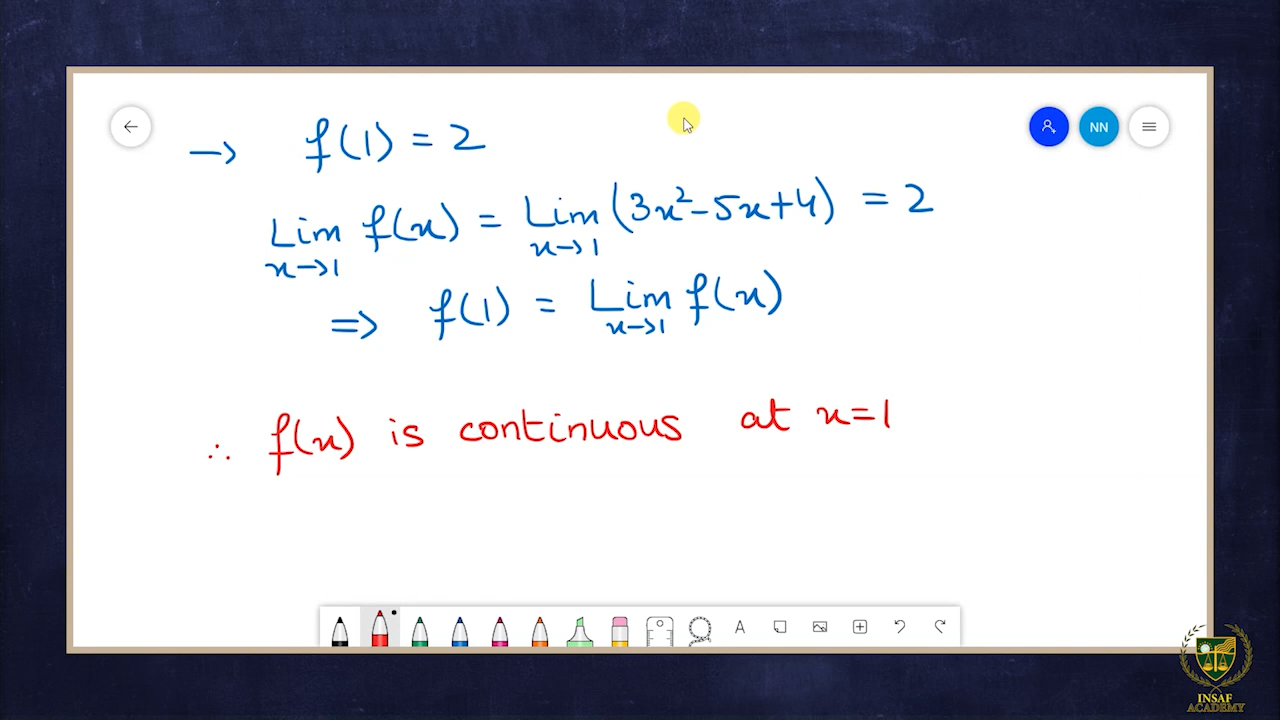 → f(1) = 2
Lim x→1 f(x) = Lim x→1 (3x²-5x+4) = 2
⇒ f(1) = Lim x→1 f(x)
∴ f(x) is continuous at x=1
NN
A
INSAF
ACADEMY